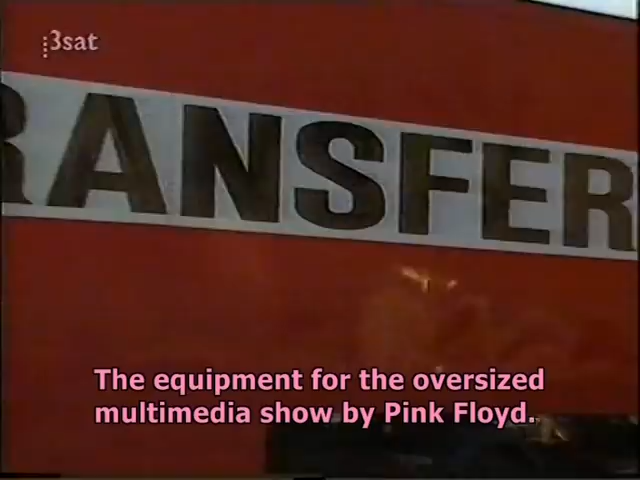 3sat
RANSFER
The equipment for the oversized
multimedia show by Pink Floyd.